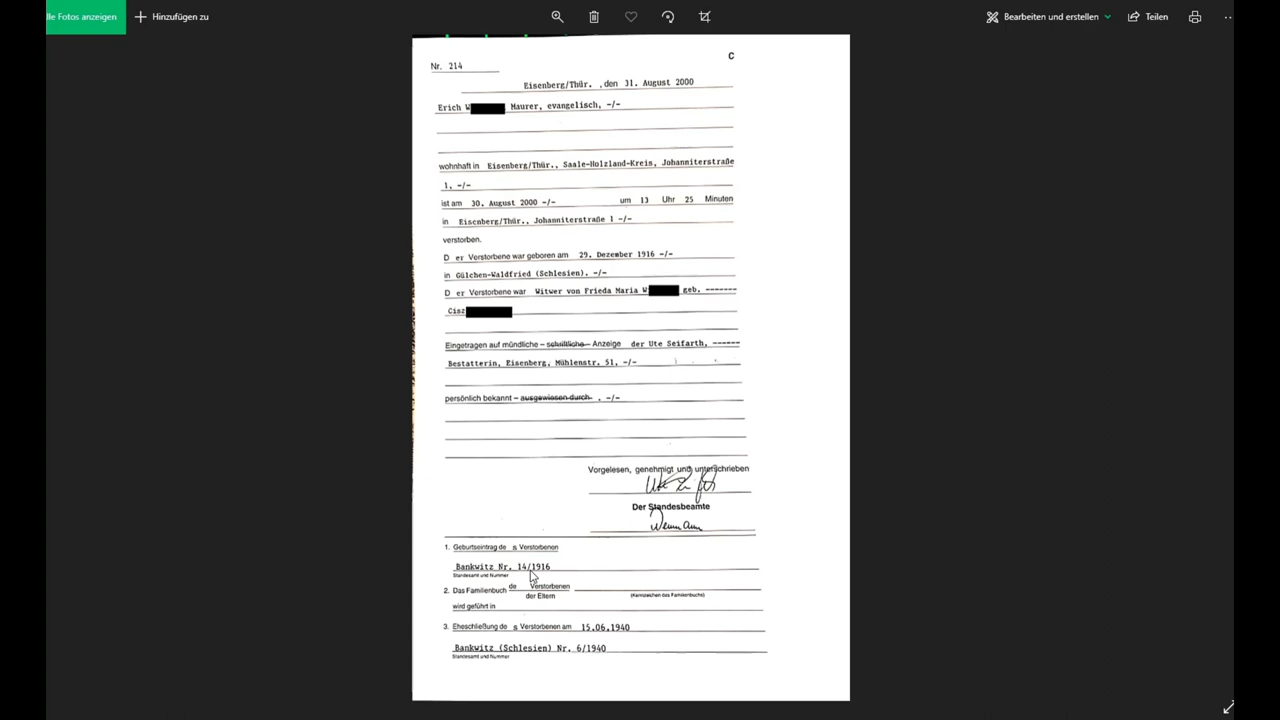 lle Fotos anzeigen
Hinzufügen zu
Bearbeiten und erstellen
Teilen
C
Nr. 214
Eisenberg/Thür. , den 31. August 2000
Erich W Maurer, evangelisch, -/-
wohnhaft in Eisenberg/Thür., Saale-Holzland-Kreis, Johanniterstraße
1, -/-
ist am 30. August 2000 -/- um 13 Uhr 25 Minuten
in Eisenberg/Thür., Johanniterstraße 1 -/-
verstorben.
D er Verstorbene war geboren am 29. Dezember 1916 -/-
in Gülchen-Waldfried (Schlesien), -/-
D er Verstorbene war Witwer von Frieda Maria W geb. -------
Cisz
Eingetragen auf mündliche – schriftliche – Anzeige der Ute Seifarth, ------
Bestatterin, Eisenberg, Mühlenstr. 51, -/-
persönlich bekannt – ausgewiesen durch . -/-
Vorgelesen, genehmigt und unterschrieben
Der Standesbeamte
1. Geburtseintrag de s Verstorbenen
Bankwitz Nr. 14/1916
Standesamt und Nummer
2. Das Familienbuch de Verstorbenen
der Eltern
(Kennzeichen des Familienbuchs)
wird geführt in
3. Eheschließung de s Verstorbenen am 15.06.1940
Bankwitz (Schlesien) Nr. 6/1940
Standesamt und Nummer